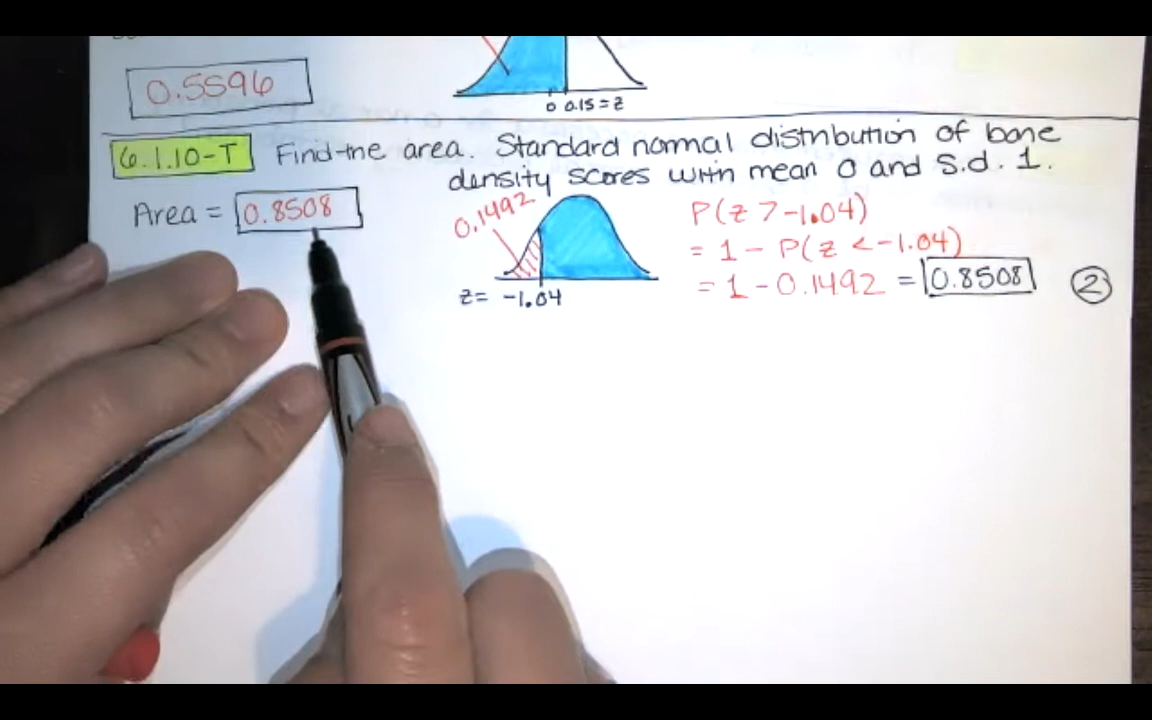 0.5596
0 0.15 = z
6.1.10-T Find the area. Standard normal distribution of bone
density scores with mean 0 and s.d. 1.
Area = 0.8508
0.1492
z = -1.04
P(z > -1.04)
= 1 - P(z < -1.04)
= 1 - 0.1492 = 0.8508
2